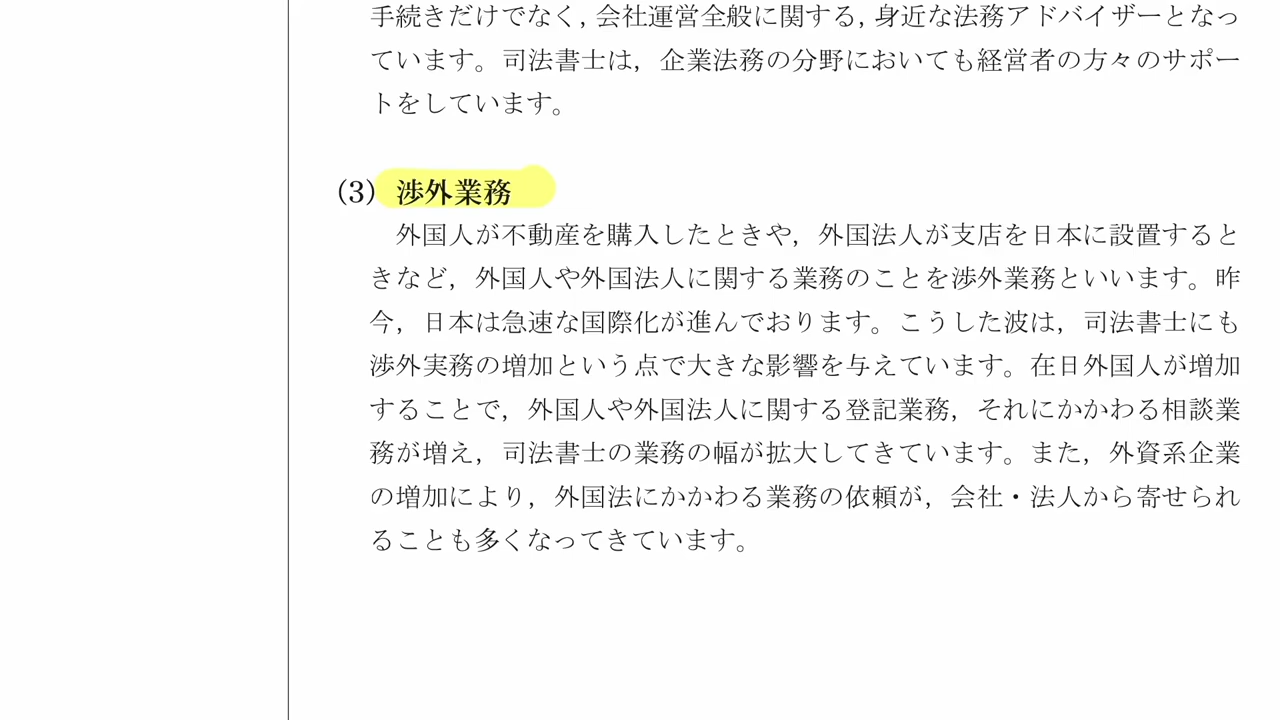 手続きだけでなく, 会社運営全般に関する, 身近な法務アドバイザーとなっ
ています。司法書士は，企業法務の分野においても経営者の方々のサポー
トをしています。
(3) 渉外業務
外国人が不動産を購入したときや，外国法人が支店を日本に設置すると
きなど，外国人や外国法人に関する業務のことを渉外業務といいます。昨
今，日本は急速な国際化が進んでおります。こうした波は，司法書士にも
渉外実務の増加という点で大きな影響を与えています。在日外国人が増加
することで，外国人や外国法人に関する登記業務，それにかかわる相談業
務が増え，司法書士の業務の幅が拡大してきています。また，外資系企業
の増加により，外国法にかかわる業務の依頼が，会社・法人から寄せられ
ることも多くなってきています。